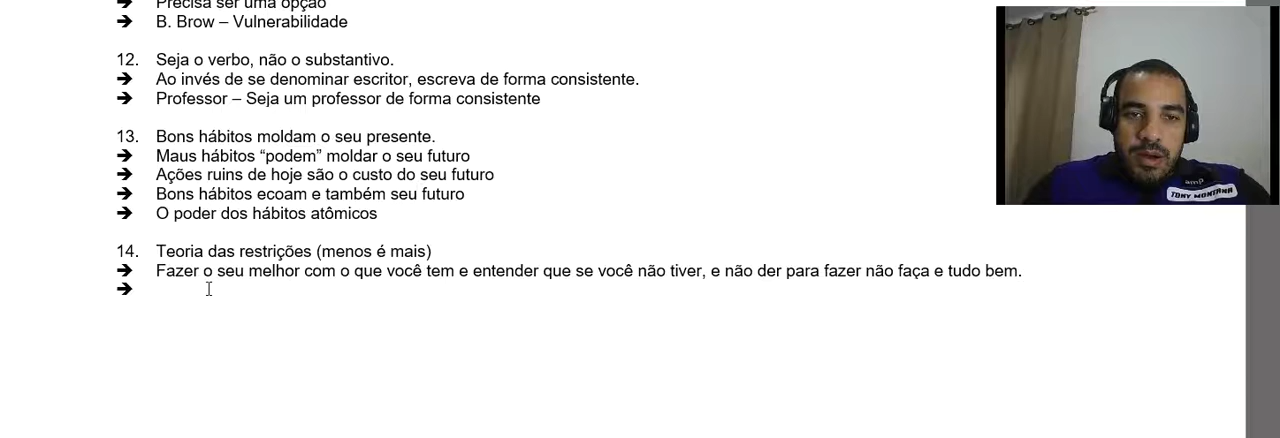 Precisa ser uma opção
➔ B. Brow – Vulnerabilidade
12. Seja o verbo, não o substantivo.
➔ Ao invés de se denominar escritor, escreva de forma consistente.
➔ Professor – Seja um professor de forma consistente
13. Bons hábitos moldam o seu presente.
➔ Maus hábitos “podem” moldar o seu futuro
➔ Ações ruins de hoje são o custo do seu futuro
➔ Bons hábitos ecoam e também seu futuro
➔ O poder dos hábitos atômicos
14. Teoria das restrições (menos é mais)
➔ Fazer o seu melhor com o que você tem e entender que se você não tiver, e não der para fazer não faça e tudo bem.
➔
amp
TONY MONTANA